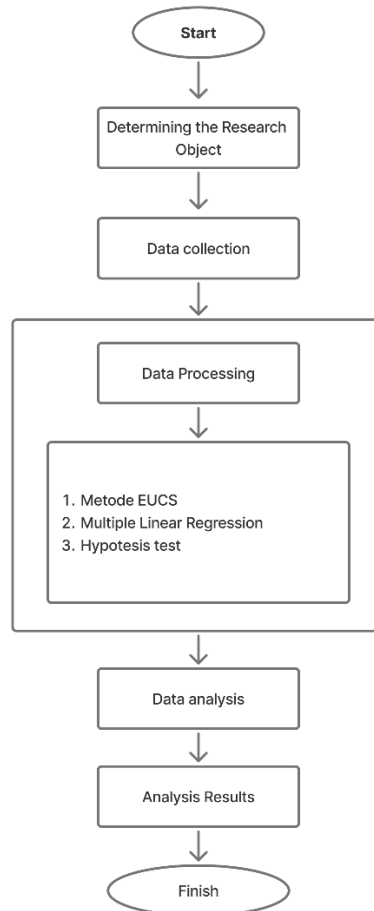 Start
Determining the Research
Object
Data collection
Data Processing
1. Metode EUCS
2. Multiple Linear Regression
3. Hypotesis test
Data analysis
Analysis Results
Finish